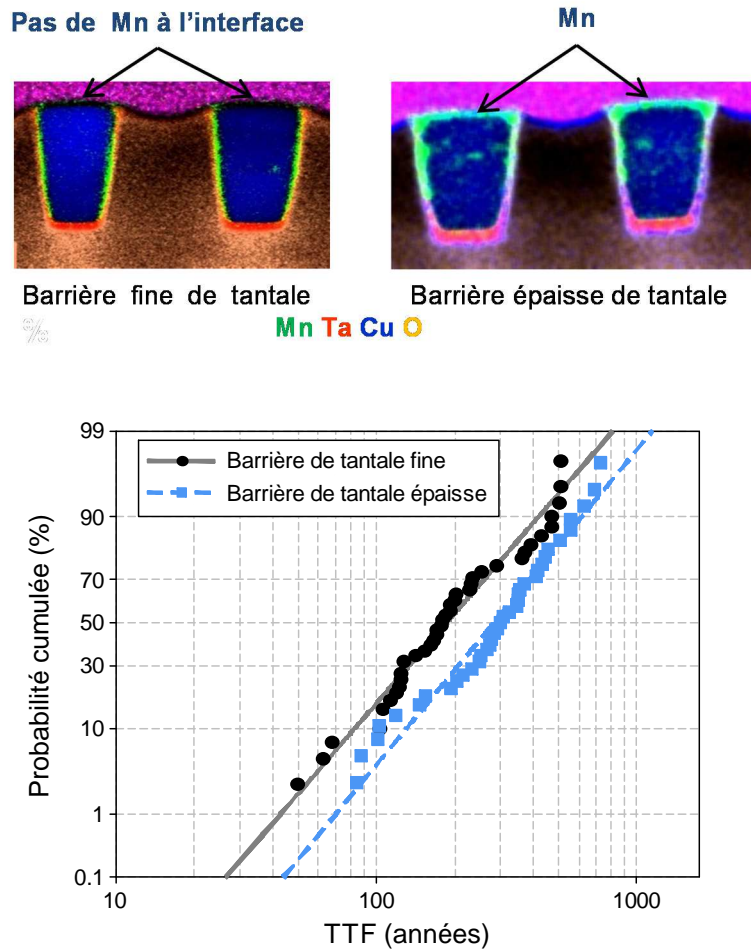 Pas de Mn à l'interface
Mn
Barrière fine de tantale
Barrière épaisse de tantale
%
Mn Ta Cu O
99
90
70
50
30
10
1
0.1
Probabilité cumulée (%)
Barrière de tantale fine
Barrière de tantale épaisse
10
100
1000
TTF (années)